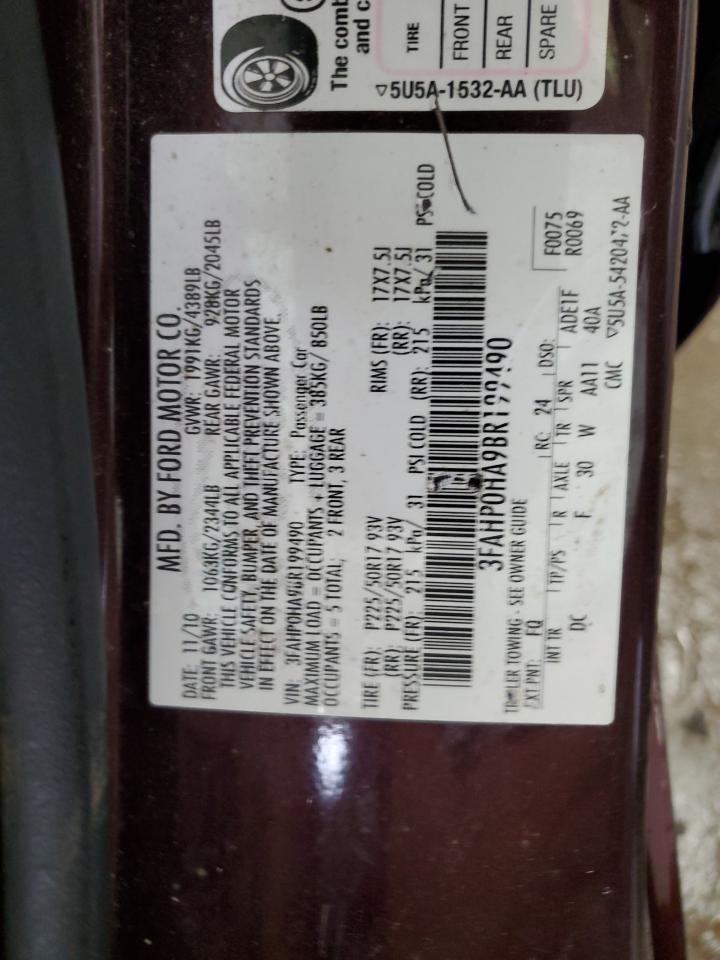 The comb
and c
TIRE
FRONT
REAR
SPARE
▽5U5A-1532-AA (TLU)
MFD. BY FORD MOTOR CO.
DATE: 11/10 GVWR: 1991KG/4389LB
FRONT GAWR: 1063KG/2344LB REAR GAWR: 928KG/2045LB
THIS VEHICLE CONFORMS TO ALL APPLICABLE FEDERAL MOTOR
VEHICLE SAFETY, BUMPER, AND THEFT PREVENTION STANDARDS
IN EFFECT ON THE DATE OF MANUFACTURE SHOWN ABOVE.
VIN: 3FAHP0HA9BR199490 TYPE: Passenger Car
MAXIMUM LOAD = OCCUPANTS + LUGGAGE = 385KG/ 850LB
OCCUPANTS = 5 TOTAL; 2 FRONT, 3 REAR
TIRE (FR): P225/50R17 93V RIMS (FR): 17X7.5J
(RR): P225/50R17 93V (RR): 17X7.5J
PRESSURE (FR): 215 kPa/ 31 PSI COLD (RR): 215 kPa/ 31 PSI COLD
3FAHP0HA9BR199490
TRAILER TOWING - SEE OWNER GUIDE
EXT PNT: FQ RC: 24 DSO: F0075
R0069
INT TR TP/PS R AXLE TR SPR ADE1F
DC F 30 W AA11 40A
CMC ▽5U5A-5420472-AA